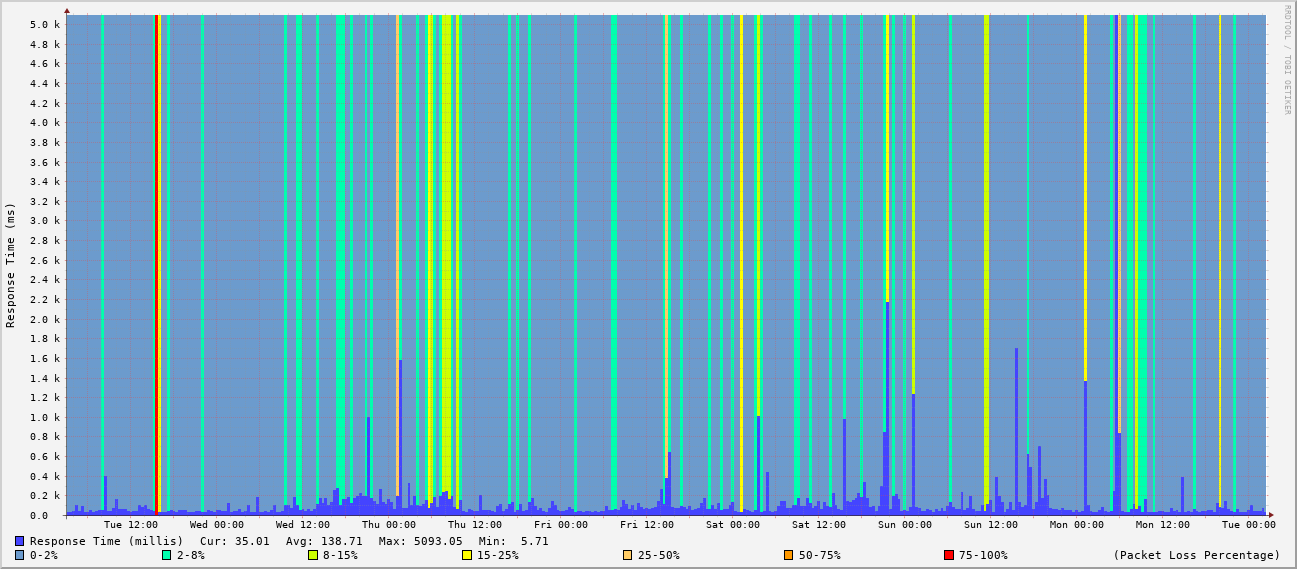 RRDTOOL / TOBI OETIKER
Response Time (ms)
5.0 k
4.8 k
4.6 k
4.4 k
4.2 k
4.0 k
3.8 k
3.6 k
3.4 k
3.2 k
3.0 k
2.8 k
2.6 k
2.4 k
2.2 k
2.0 k
1.8 k
1.6 k
1.4 k
1.2 k
1.0 k
0.8 k
0.6 k
0.4 k
0.2 k
0.0
Tue 12:00 Wed 00:00 Wed 12:00 Thu 00:00 Thu 12:00 Fri 00:00 Fri 12:00 Sat 00:00 Sat 12:00 Sun 00:00 Sun 12:00 Mon 00:00 Mon 12:00 Tue 00:00
Response Time (millis) Cur: 35.01 Avg: 138.71 Max: 5093.05 Min: 5.71
0-2% 2-8% 8-15% 15-25% 25-50% 50-75% 75-100% (Packet Loss Percentage)